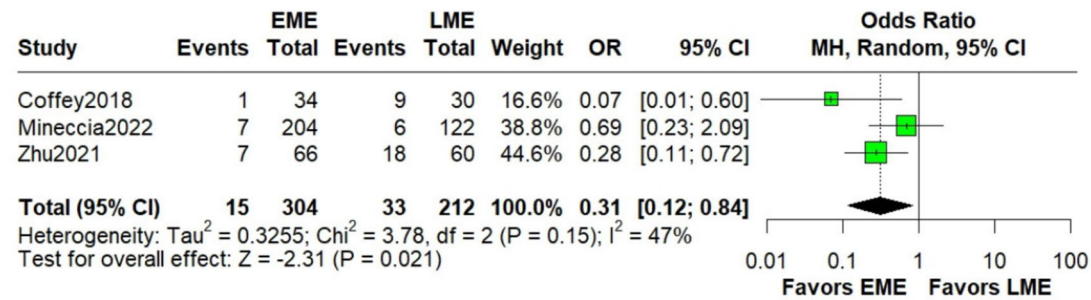 EME LME Odds Ratio
Study Events Total Events Total Weight OR 95% CI MH, Random, 95% CI
Coffey2018 1 34 9 30 16.6% 0.07 [0.01; 0.60]
Mineccia2022 7 204 6 122 38.8% 0.69 [0.23; 2.09]
Zhu2021 7 66 18 60 44.6% 0.28 [0.11; 0.72]
Total (95% CI) 15 304 33 212 100.0% 0.31 [0.12; 0.84]
Heterogeneity: Tau² = 0.3255; Chi² = 3.78, df = 2 (P = 0.15); I² = 47%
Test for overall effect: Z = -2.31 (P = 0.021)
0.01 0.1 1 10 100
Favors EME Favors LME